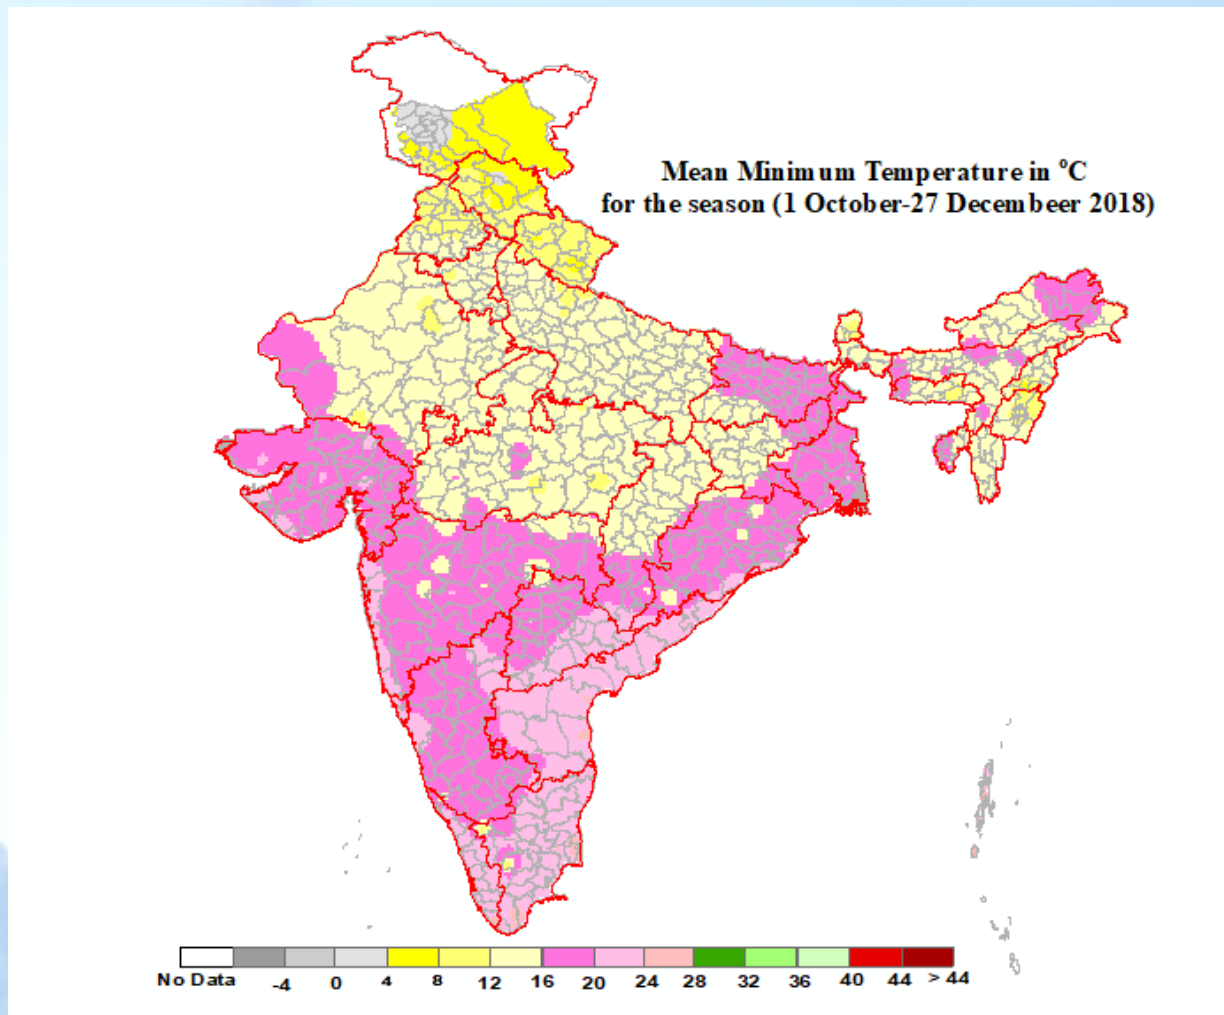 Mean Minimum Temperature in °C
for the season (1 October-27 Decembeer 2018)
No Data -4 0 4 8 12 16 20 24 28 32 36 40 44 > 44